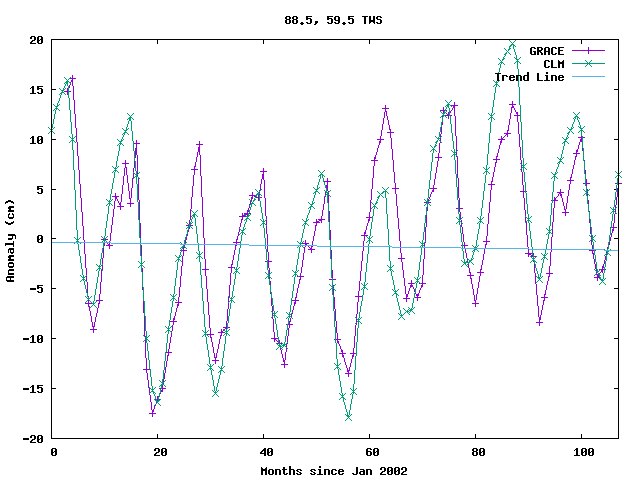 88.5, 59.5 TWS
GRACE
CLM
Trend Line
20
15
10
5
0
-5
-10
-15
-20
Anomaly (cm)
0 20 40 60 80 100
Months since Jan 2002